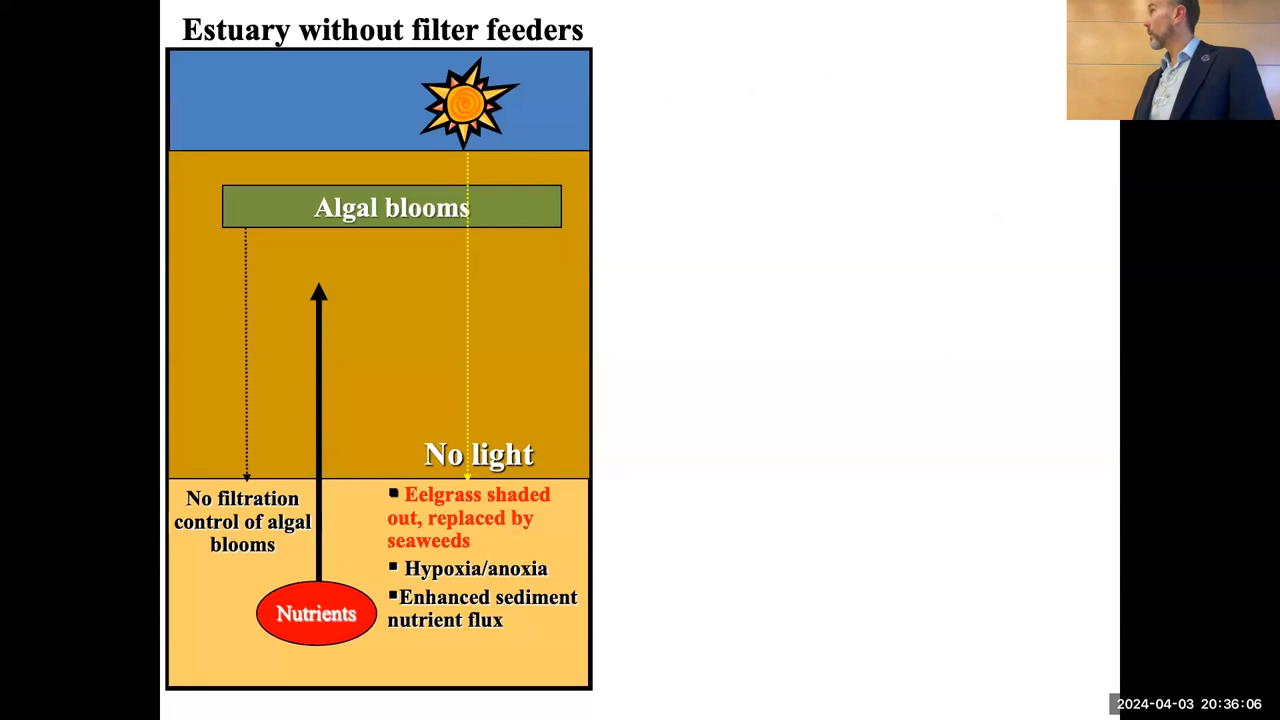 Estuary without filter feeders
Algal blooms
No light
No filtration
control of algal
blooms
▪ Eelgrass shaded
out, replaced by
seaweeds
▪ Hypoxia/anoxia
▪Enhanced sediment
nutrient flux
Nutrients
2024-04-03 20:36:06